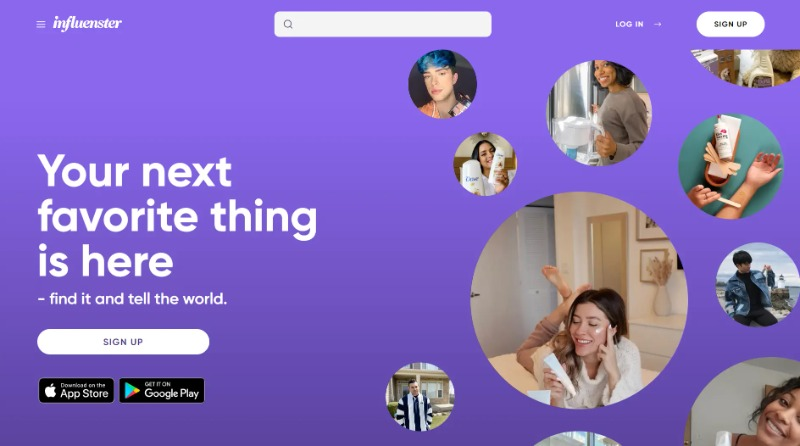 influenster
LOG IN →
SIGN UP
Your next
favorite thing
is here
- find it and tell the world.
SIGN UP
Download on the
App Store
GET IT ON
Google Play
Dove